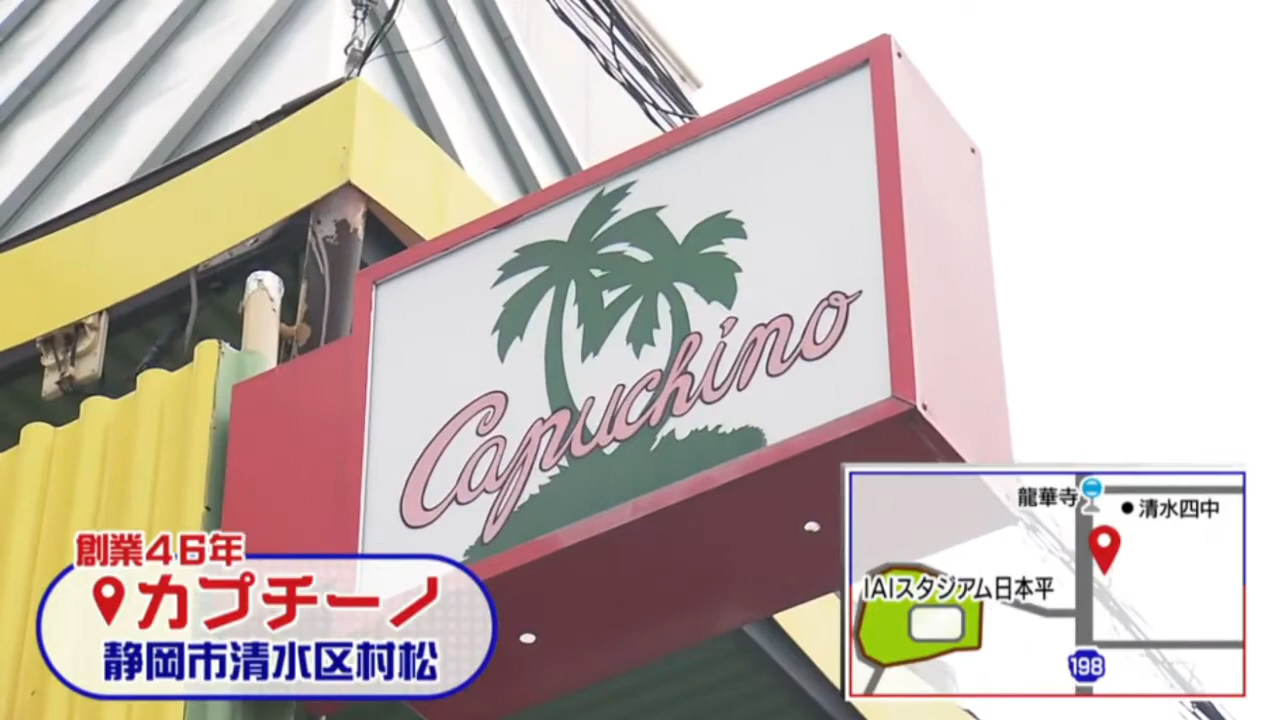 Capuchino
創業46年
カプチーノ
静岡市清水区村松
龍華寺
清水四中
IAIスタジアム日本平
198